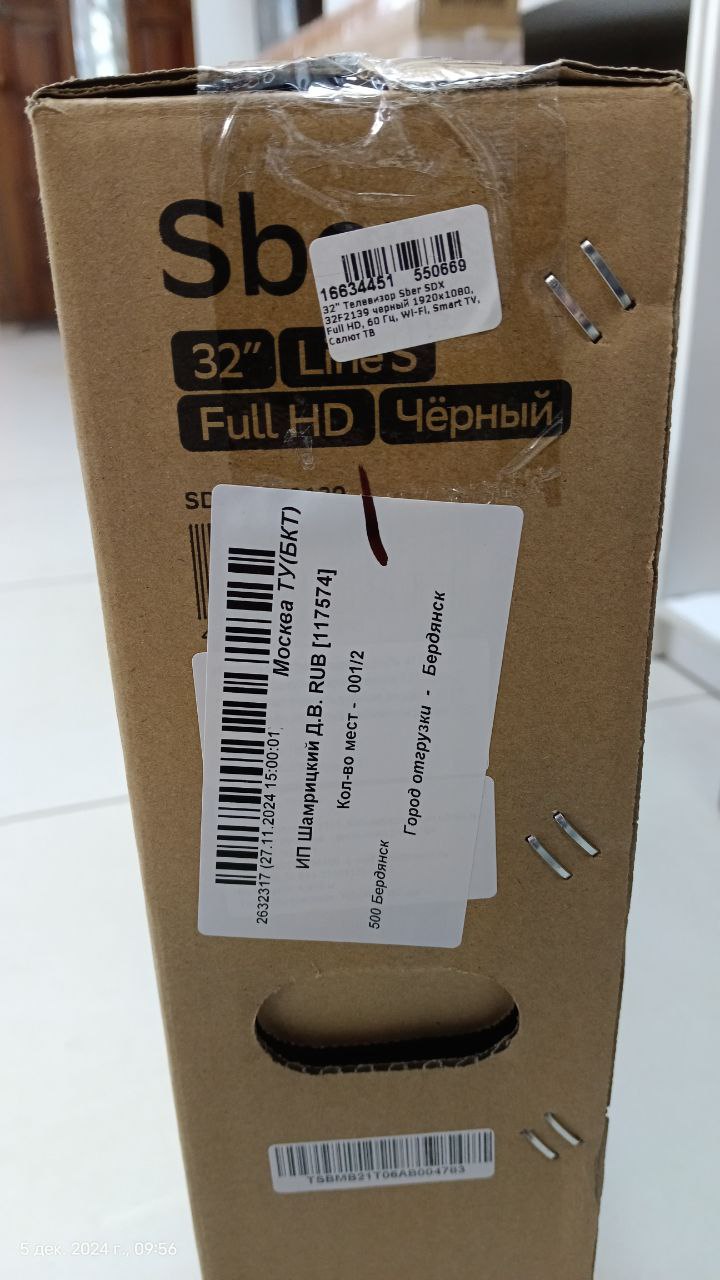 Sbe
16634451 550669
32" Телевизор Sber SDX
32F2139 черный 1920x1080,
Full HD, 60 Гц, Wi-Fi, Smart TV,
Салют ТВ
32” Line S
Full HD Чёрный
SD
2632317 (27.11.2024 15:00:01
Москва ТУ(БКТ)
ИП Шамрицкий Д.В. RUB [117574]
Кол-во мест - 001/2
500 Бердянск
Город отгрузки - Бердянск
TSBMB21T06AB004783
5 дек. 2024 г., 09:56